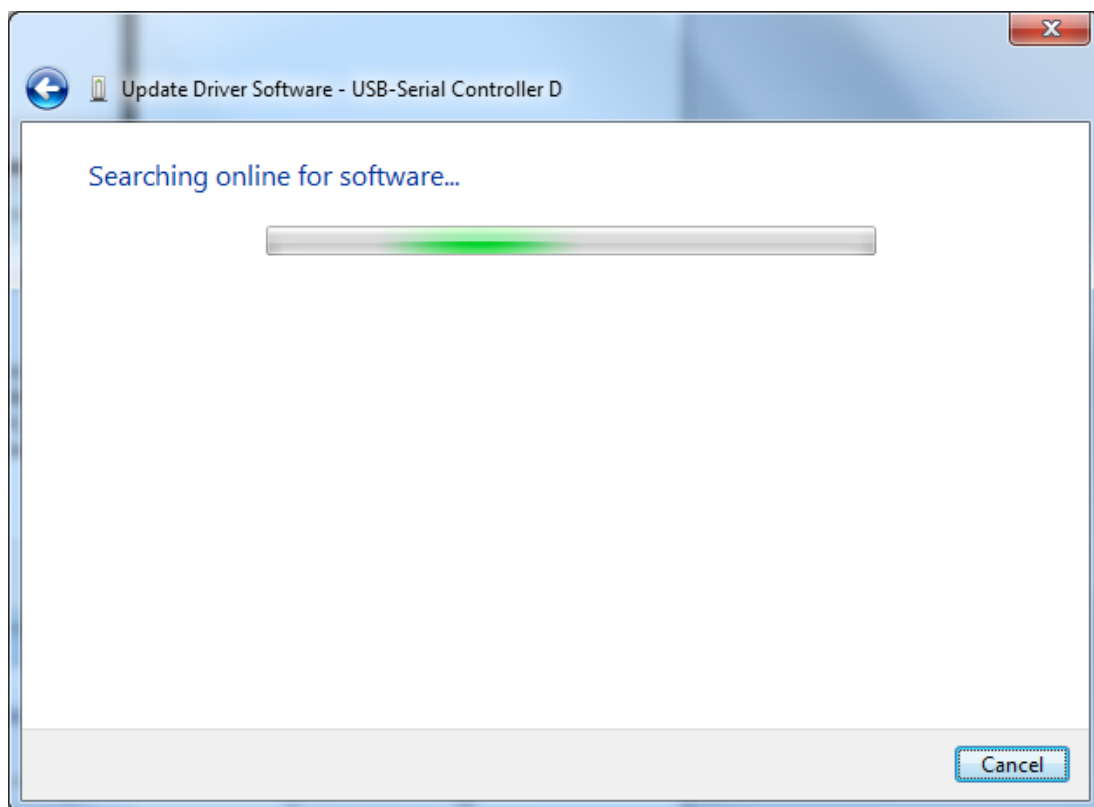 Update Driver Software - USB-Serial Controller D
Searching online for software...
Cancel